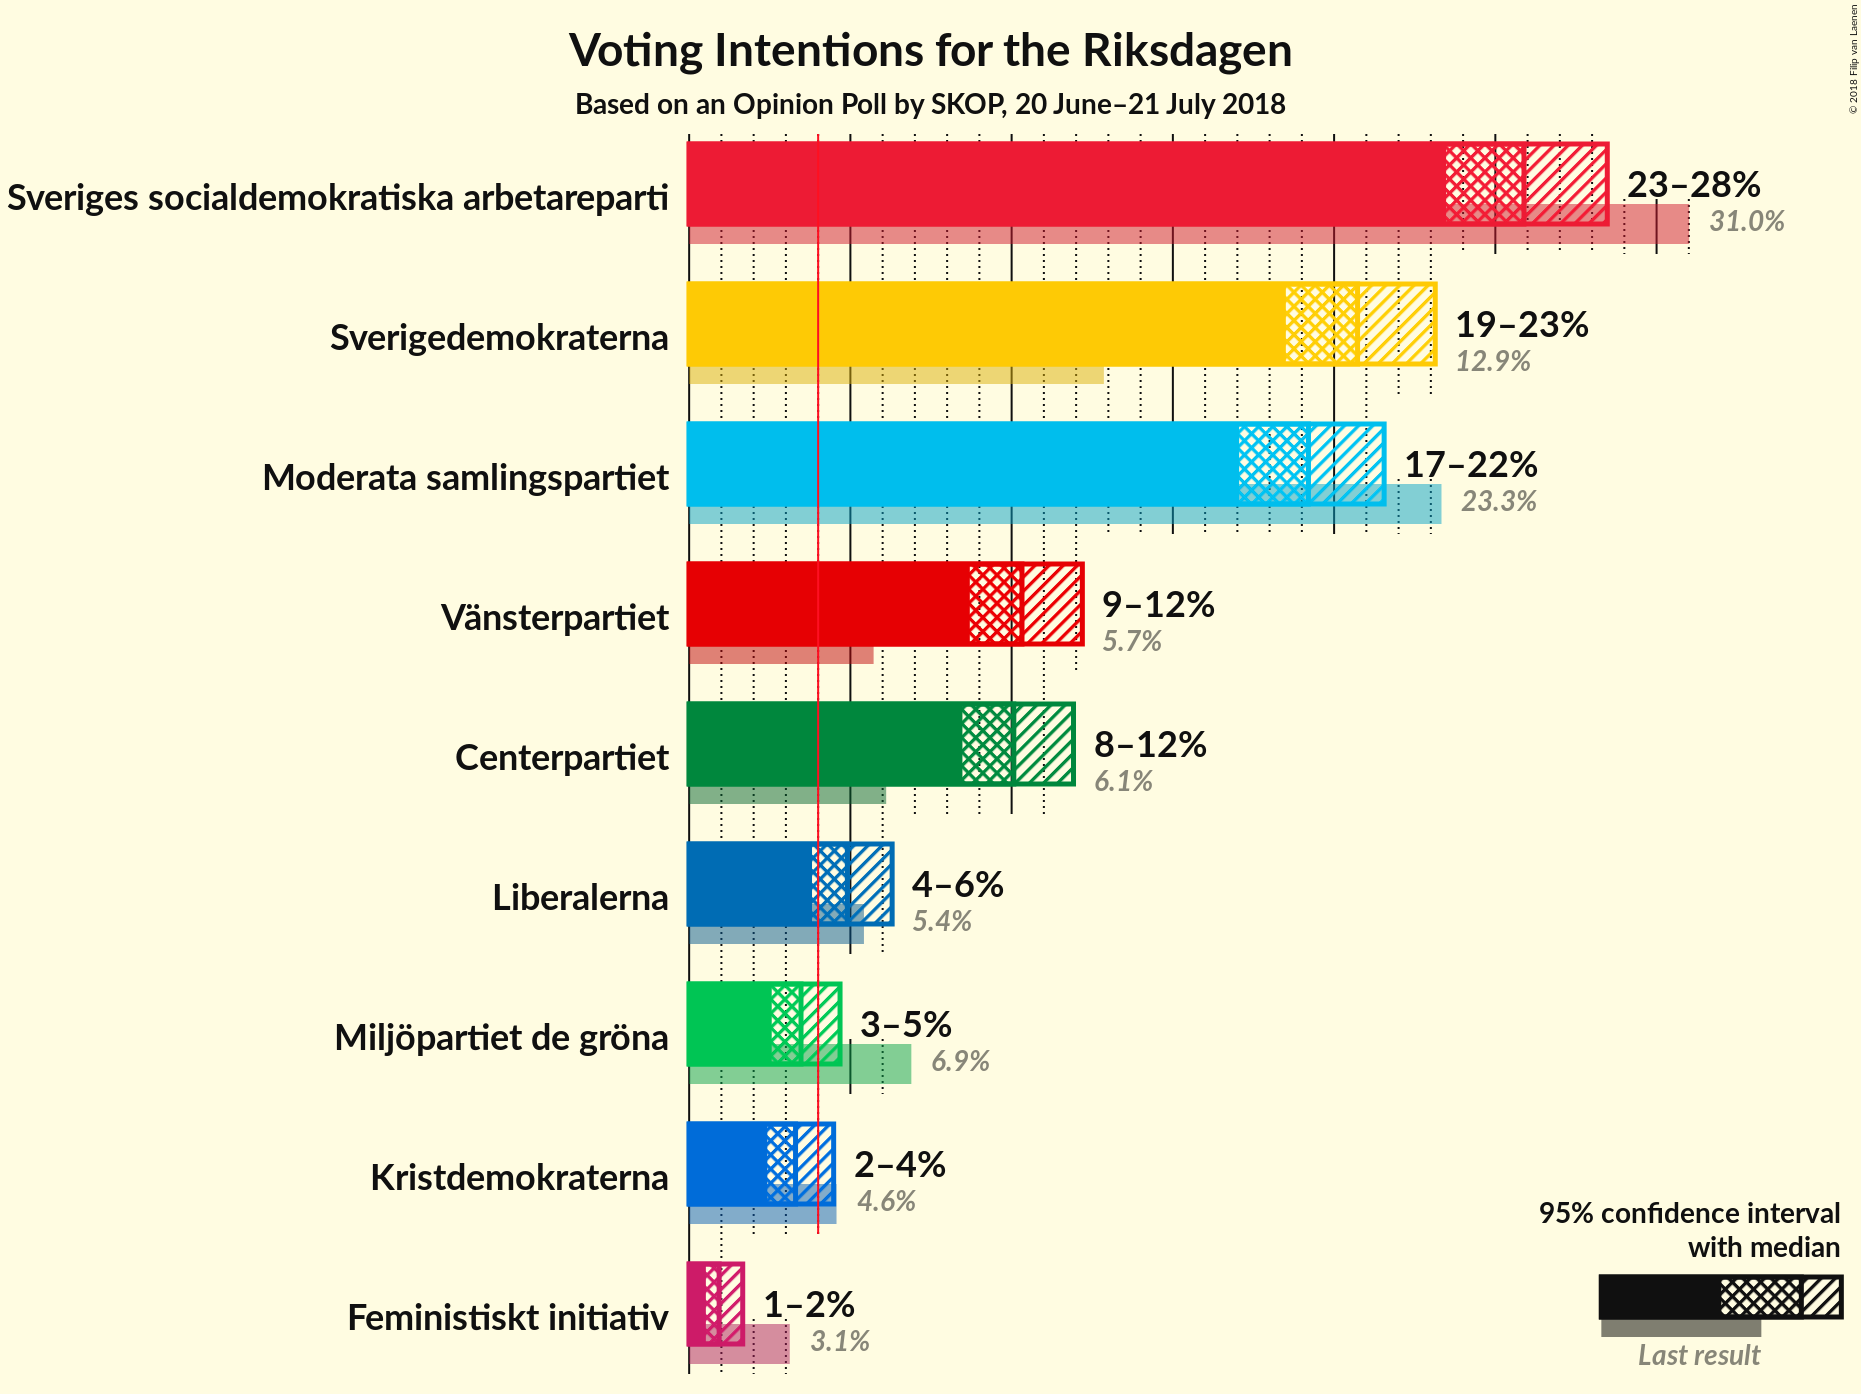 Voting Intentions for the Riksdagen
Based on an Opinion Poll by SKOP, 20 June–21 July 2018
© 2018 Filip van Laenen
Sveriges socialdemokratiska arbetareparti
23–28%
31.0%
Sverigedemokraterna
19–23%
12.9%
Moderata samlingspartiet
17–22%
23.3%
Vänsterpartiet
9–12%
5.7%
Centerpartiet
8–12%
6.1%
Liberalerna
4–6%
5.4%
Miljöpartiet de gröna
3–5%
6.9%
Kristdemokraterna
2–4%
4.6%
Feministiskt initiativ
1–2%
3.1%
95% confidence interval
with median
Last result